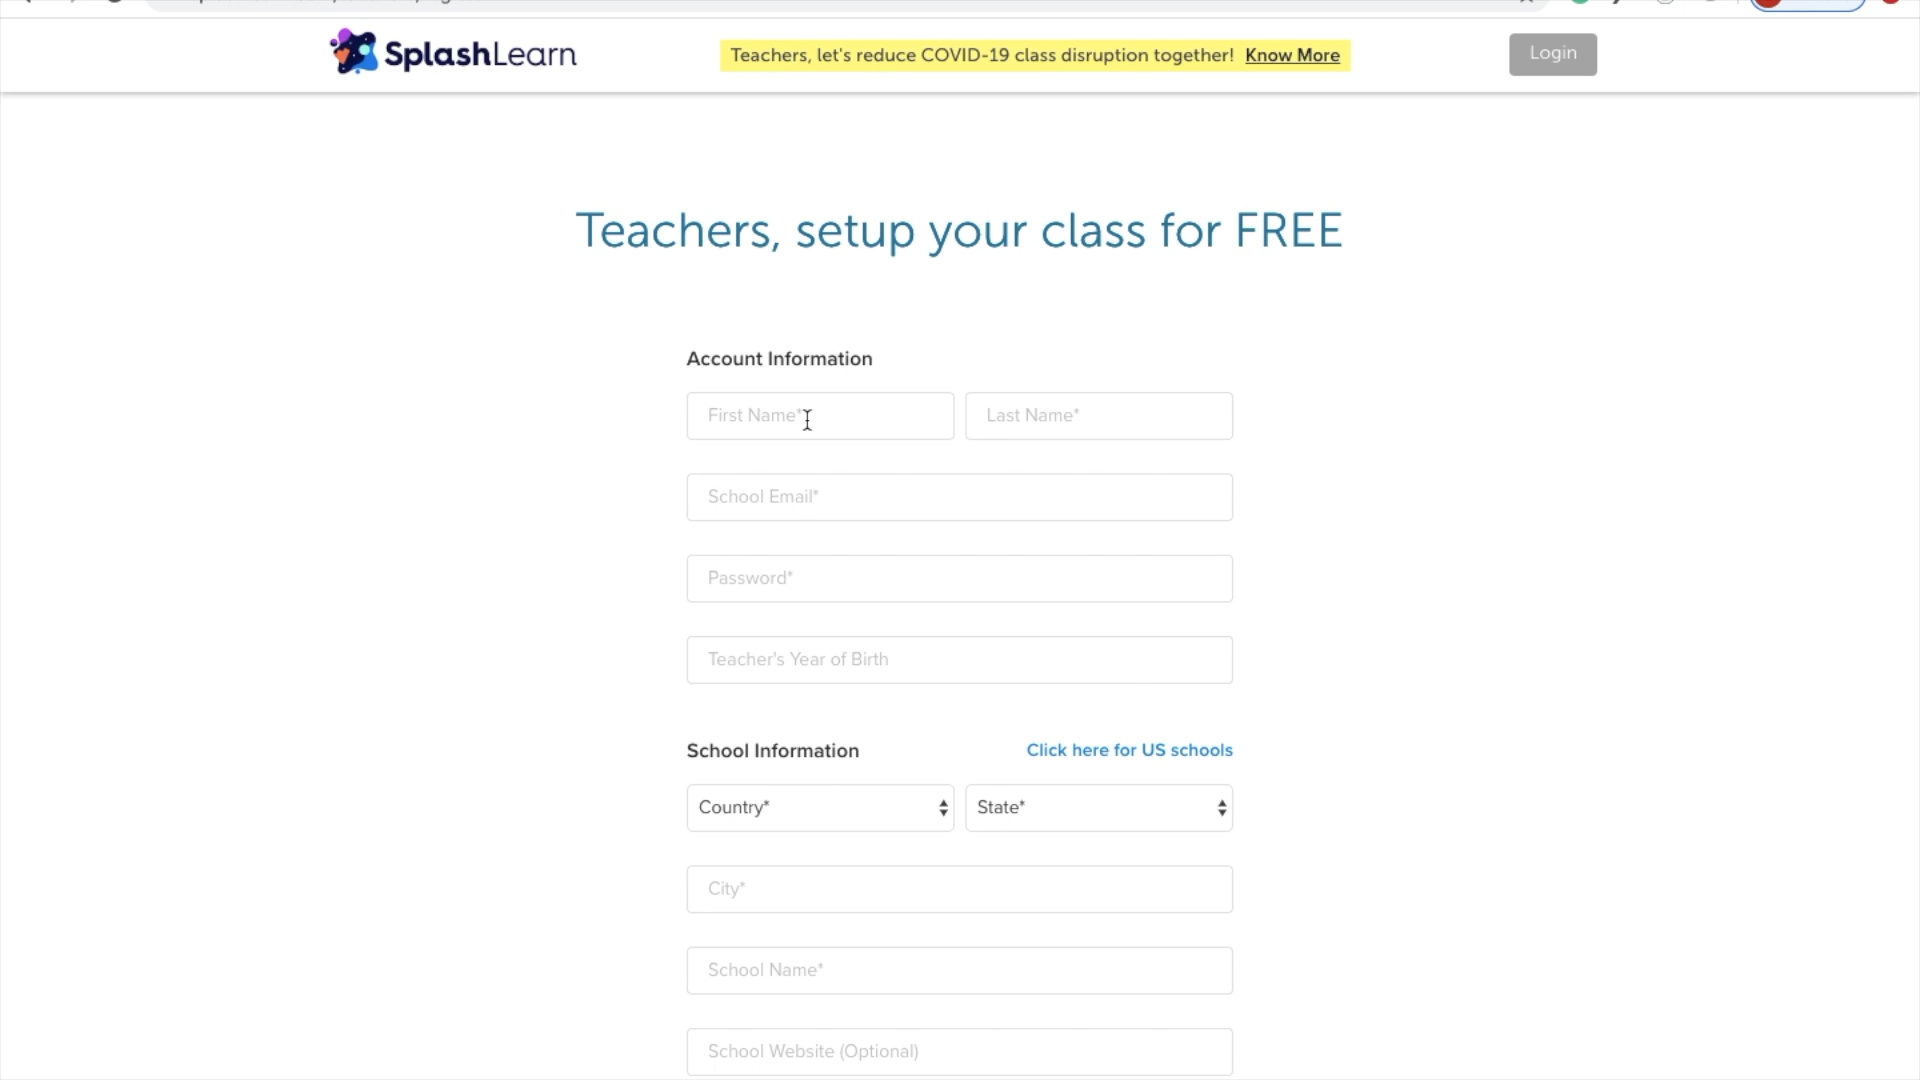 SplashLearn
Teachers, let's reduce COVID-19 class disruption together! Know More
Login
Teachers, setup your class for FREE
Account Information
First Name*
Last Name*
School Email*
Password*
Teacher's Year of Birth
School Information
Click here for US schools
Country*
State*
City*
School Name*
School Website (Optional)